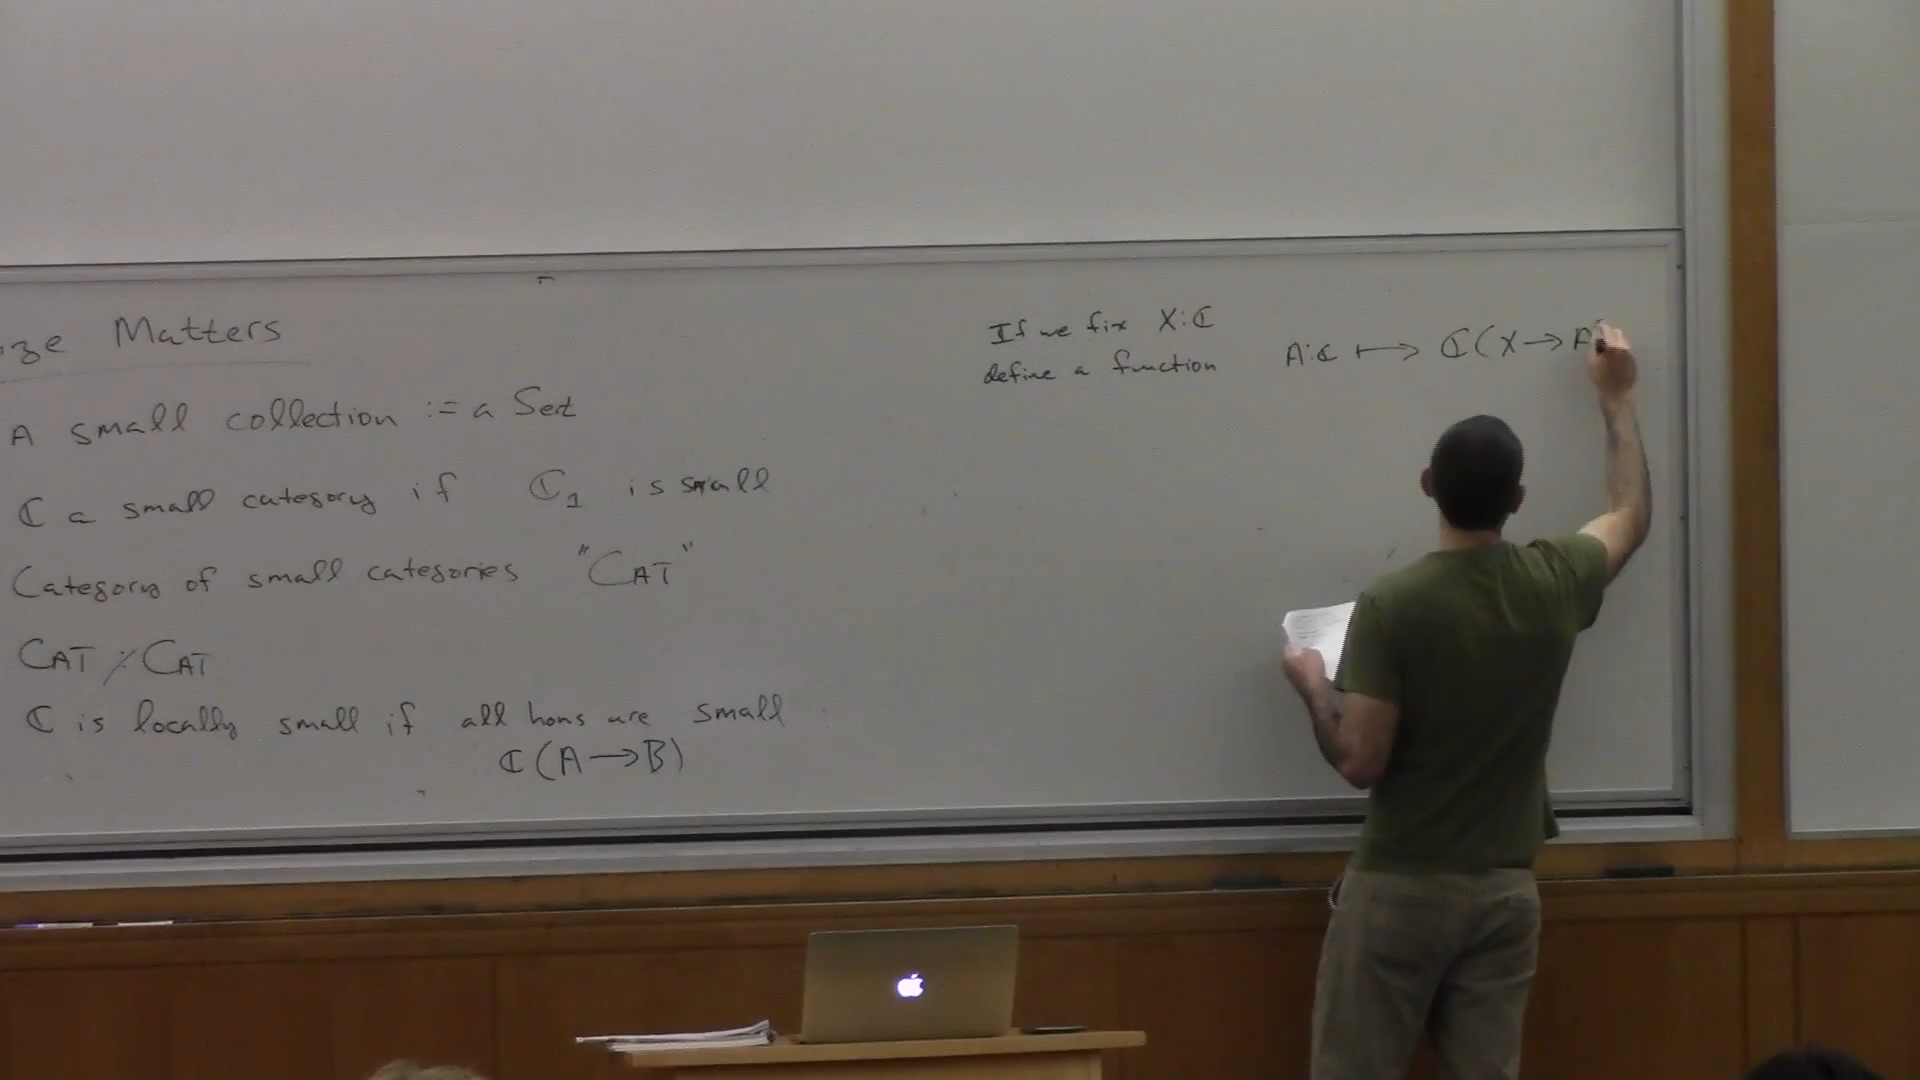 ize Matters
A small collection := a Set
ℂ a small category if ℂ₁ is small
Category of small categories "CAT"
CAT ⁒ CAT
ℂ is locally small if all homs are small
ℂ(A → B)
If we fix X:ℂ
define a function A:ℂ ⟼ ℂ(X → A